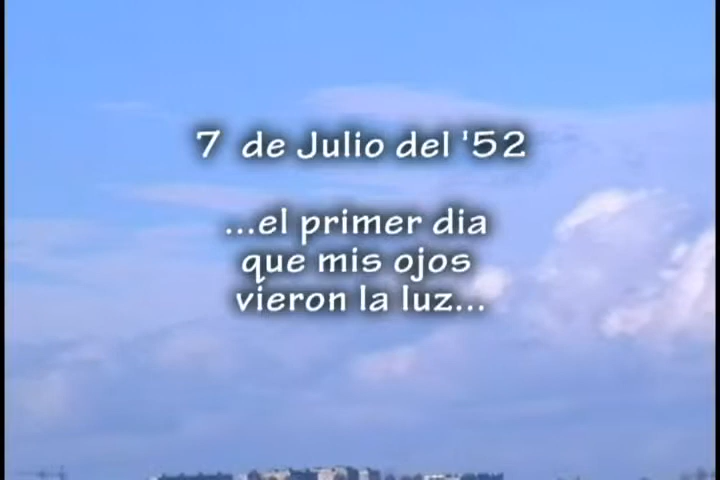 7 de Julio del '52
...el primer dia
que mis ojos
vieron la luz...